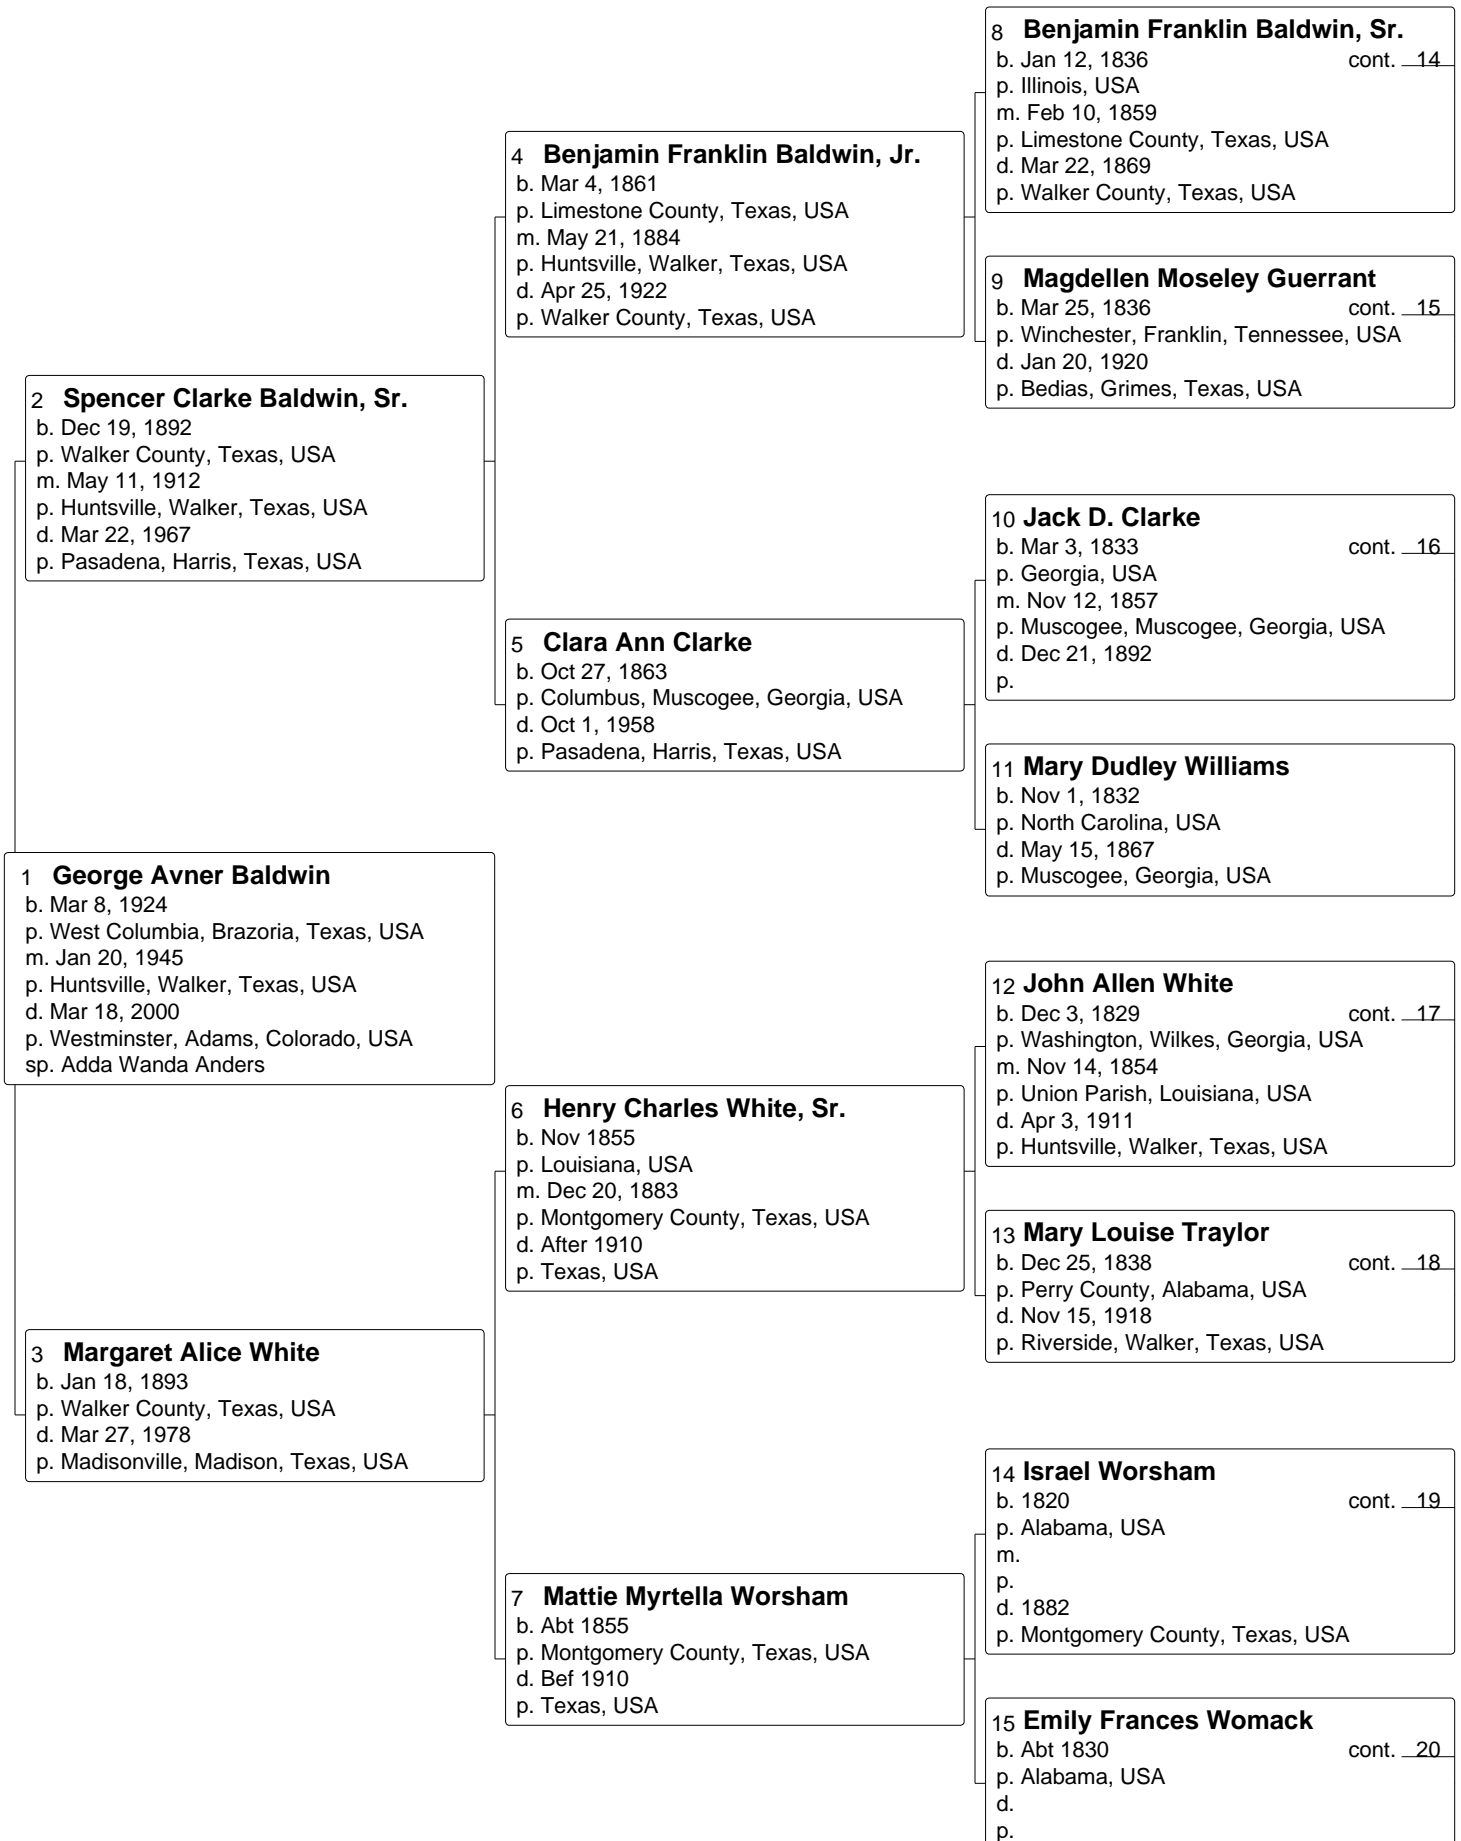 8 Benjamin Franklin Baldwin, Sr.
b. Jan 12, 1836 cont. 14
p. Illinois, USA
m. Feb 10, 1859
p. Limestone County, Texas, USA
d. Mar 22, 1869
p. Walker County, Texas, USA
4 Benjamin Franklin Baldwin, Jr.
b. Mar 4, 1861
p. Limestone County, Texas, USA
m. May 21, 1884
p. Huntsville, Walker, Texas, USA
d. Apr 25, 1922
p. Walker County, Texas, USA
9 Magdellen Moseley Guerrant
b. Mar 25, 1836 cont. 15
p. Winchester, Franklin, Tennessee, USA
d. Jan 20, 1920
p. Bedias, Grimes, Texas, USA
2 Spencer Clarke Baldwin, Sr.
b. Dec 19, 1892
p. Walker County, Texas, USA
m. May 11, 1912
p. Huntsville, Walker, Texas, USA
d. Mar 22, 1967
p. Pasadena, Harris, Texas, USA
10 Jack D. Clarke
b. Mar 3, 1833 cont. 16
p. Georgia, USA
m. Nov 12, 1857
p. Muscogee, Muscogee, Georgia, USA
d. Dec 21, 1892
p.
5 Clara Ann Clarke
b. Oct 27, 1863
p. Columbus, Muscogee, Georgia, USA
d. Oct 1, 1958
p. Pasadena, Harris, Texas, USA
11 Mary Dudley Williams
b. Nov 1, 1832
p. North Carolina, USA
d. May 15, 1867
p. Muscogee, Georgia, USA
1 George Avner Baldwin
b. Mar 8, 1924
p. West Columbia, Brazoria, Texas, USA
m. Jan 20, 1945
p. Huntsville, Walker, Texas, USA
d. Mar 18, 2000
p. Westminster, Adams, Colorado, USA
sp. Adda Wanda Anders
12 John Allen White
b. Dec 3, 1829 cont. 17
p. Washington, Wilkes, Georgia, USA
m. Nov 14, 1854
p. Union Parish, Louisiana, USA
d. Apr 3, 1911
p. Huntsville, Walker, Texas, USA
6 Henry Charles White, Sr.
b. Nov 1855
p. Louisiana, USA
m. Dec 20, 1883
p. Montgomery County, Texas, USA
d. After 1910
p. Texas, USA
13 Mary Louise Traylor
b. Dec 25, 1838 cont. 18
p. Perry County, Alabama, USA
d. Nov 15, 1918
p. Riverside, Walker, Texas, USA
3 Margaret Alice White
b. Jan 18, 1893
p. Walker County, Texas, USA
d. Mar 27, 1978
p. Madisonville, Madison, Texas, USA
14 Israel Worsham
b. 1820 cont. 19
p. Alabama, USA
m.
p.
d. 1882
p. Montgomery County, Texas, USA
7 Mattie Myrtella Worsham
b. Abt 1855
p. Montgomery County, Texas, USA
d. Bef 1910
p. Texas, USA
15 Emily Frances Womack
b. Abt 1830 cont. 20
p. Alabama, USA
d.
p.